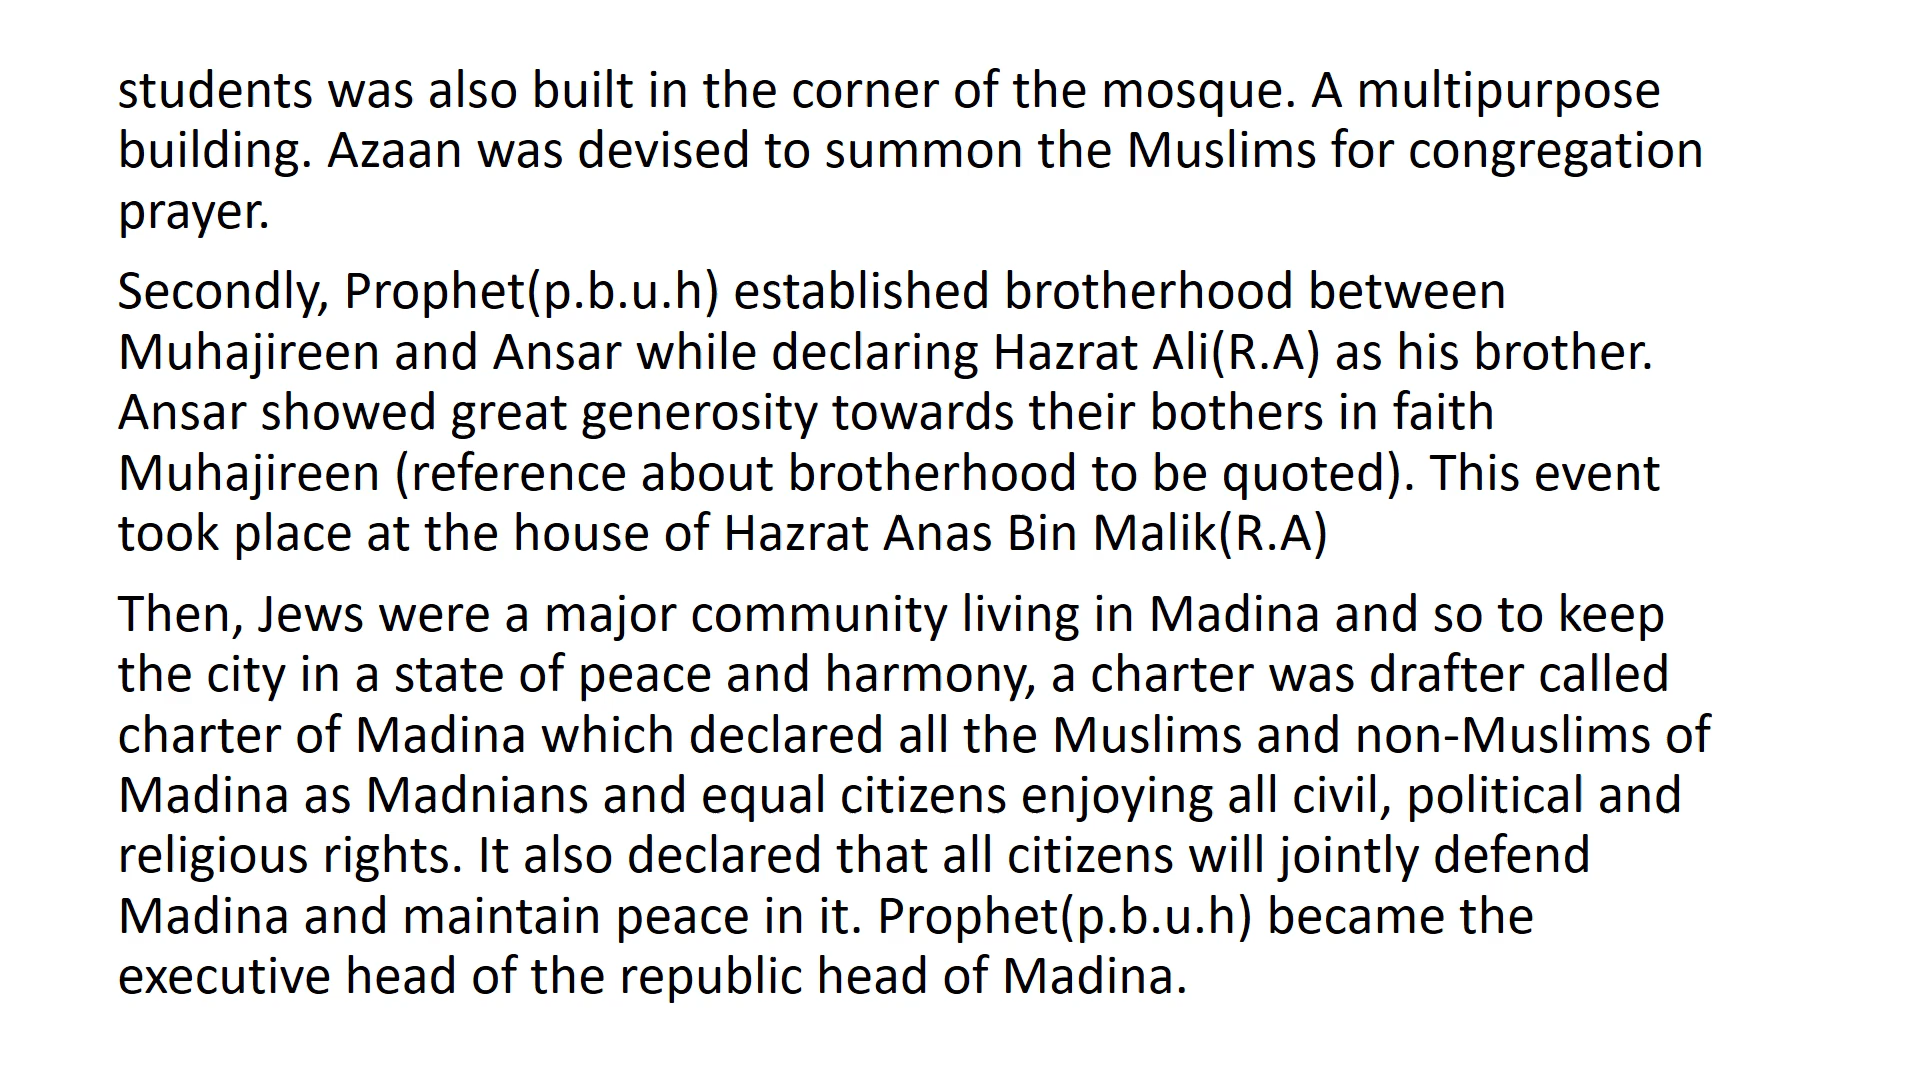 students was also built in the corner of the mosque. A multipurpose
building. Azaan was devised to summon the Muslims for congregation
prayer.
Secondly, Prophet(p.b.u.h) established brotherhood between
Muhajireen and Ansar while declaring Hazrat Ali(R.A) as his brother.
Ansar showed great generosity towards their bothers in faith
Muhajireen (reference about brotherhood to be quoted). This event
took place at the house of Hazrat Anas Bin Malik(R.A)
Then, Jews were a major community living in Madina and so to keep
the city in a state of peace and harmony, a charter was drafter called
charter of Madina which declared all the Muslims and non-Muslims of
Madina as Madnians and equal citizens enjoying all civil, political and
religious rights. It also declared that all citizens will jointly defend
Madina and maintain peace in it. Prophet(p.b.u.h) became the
executive head of the republic head of Madina.